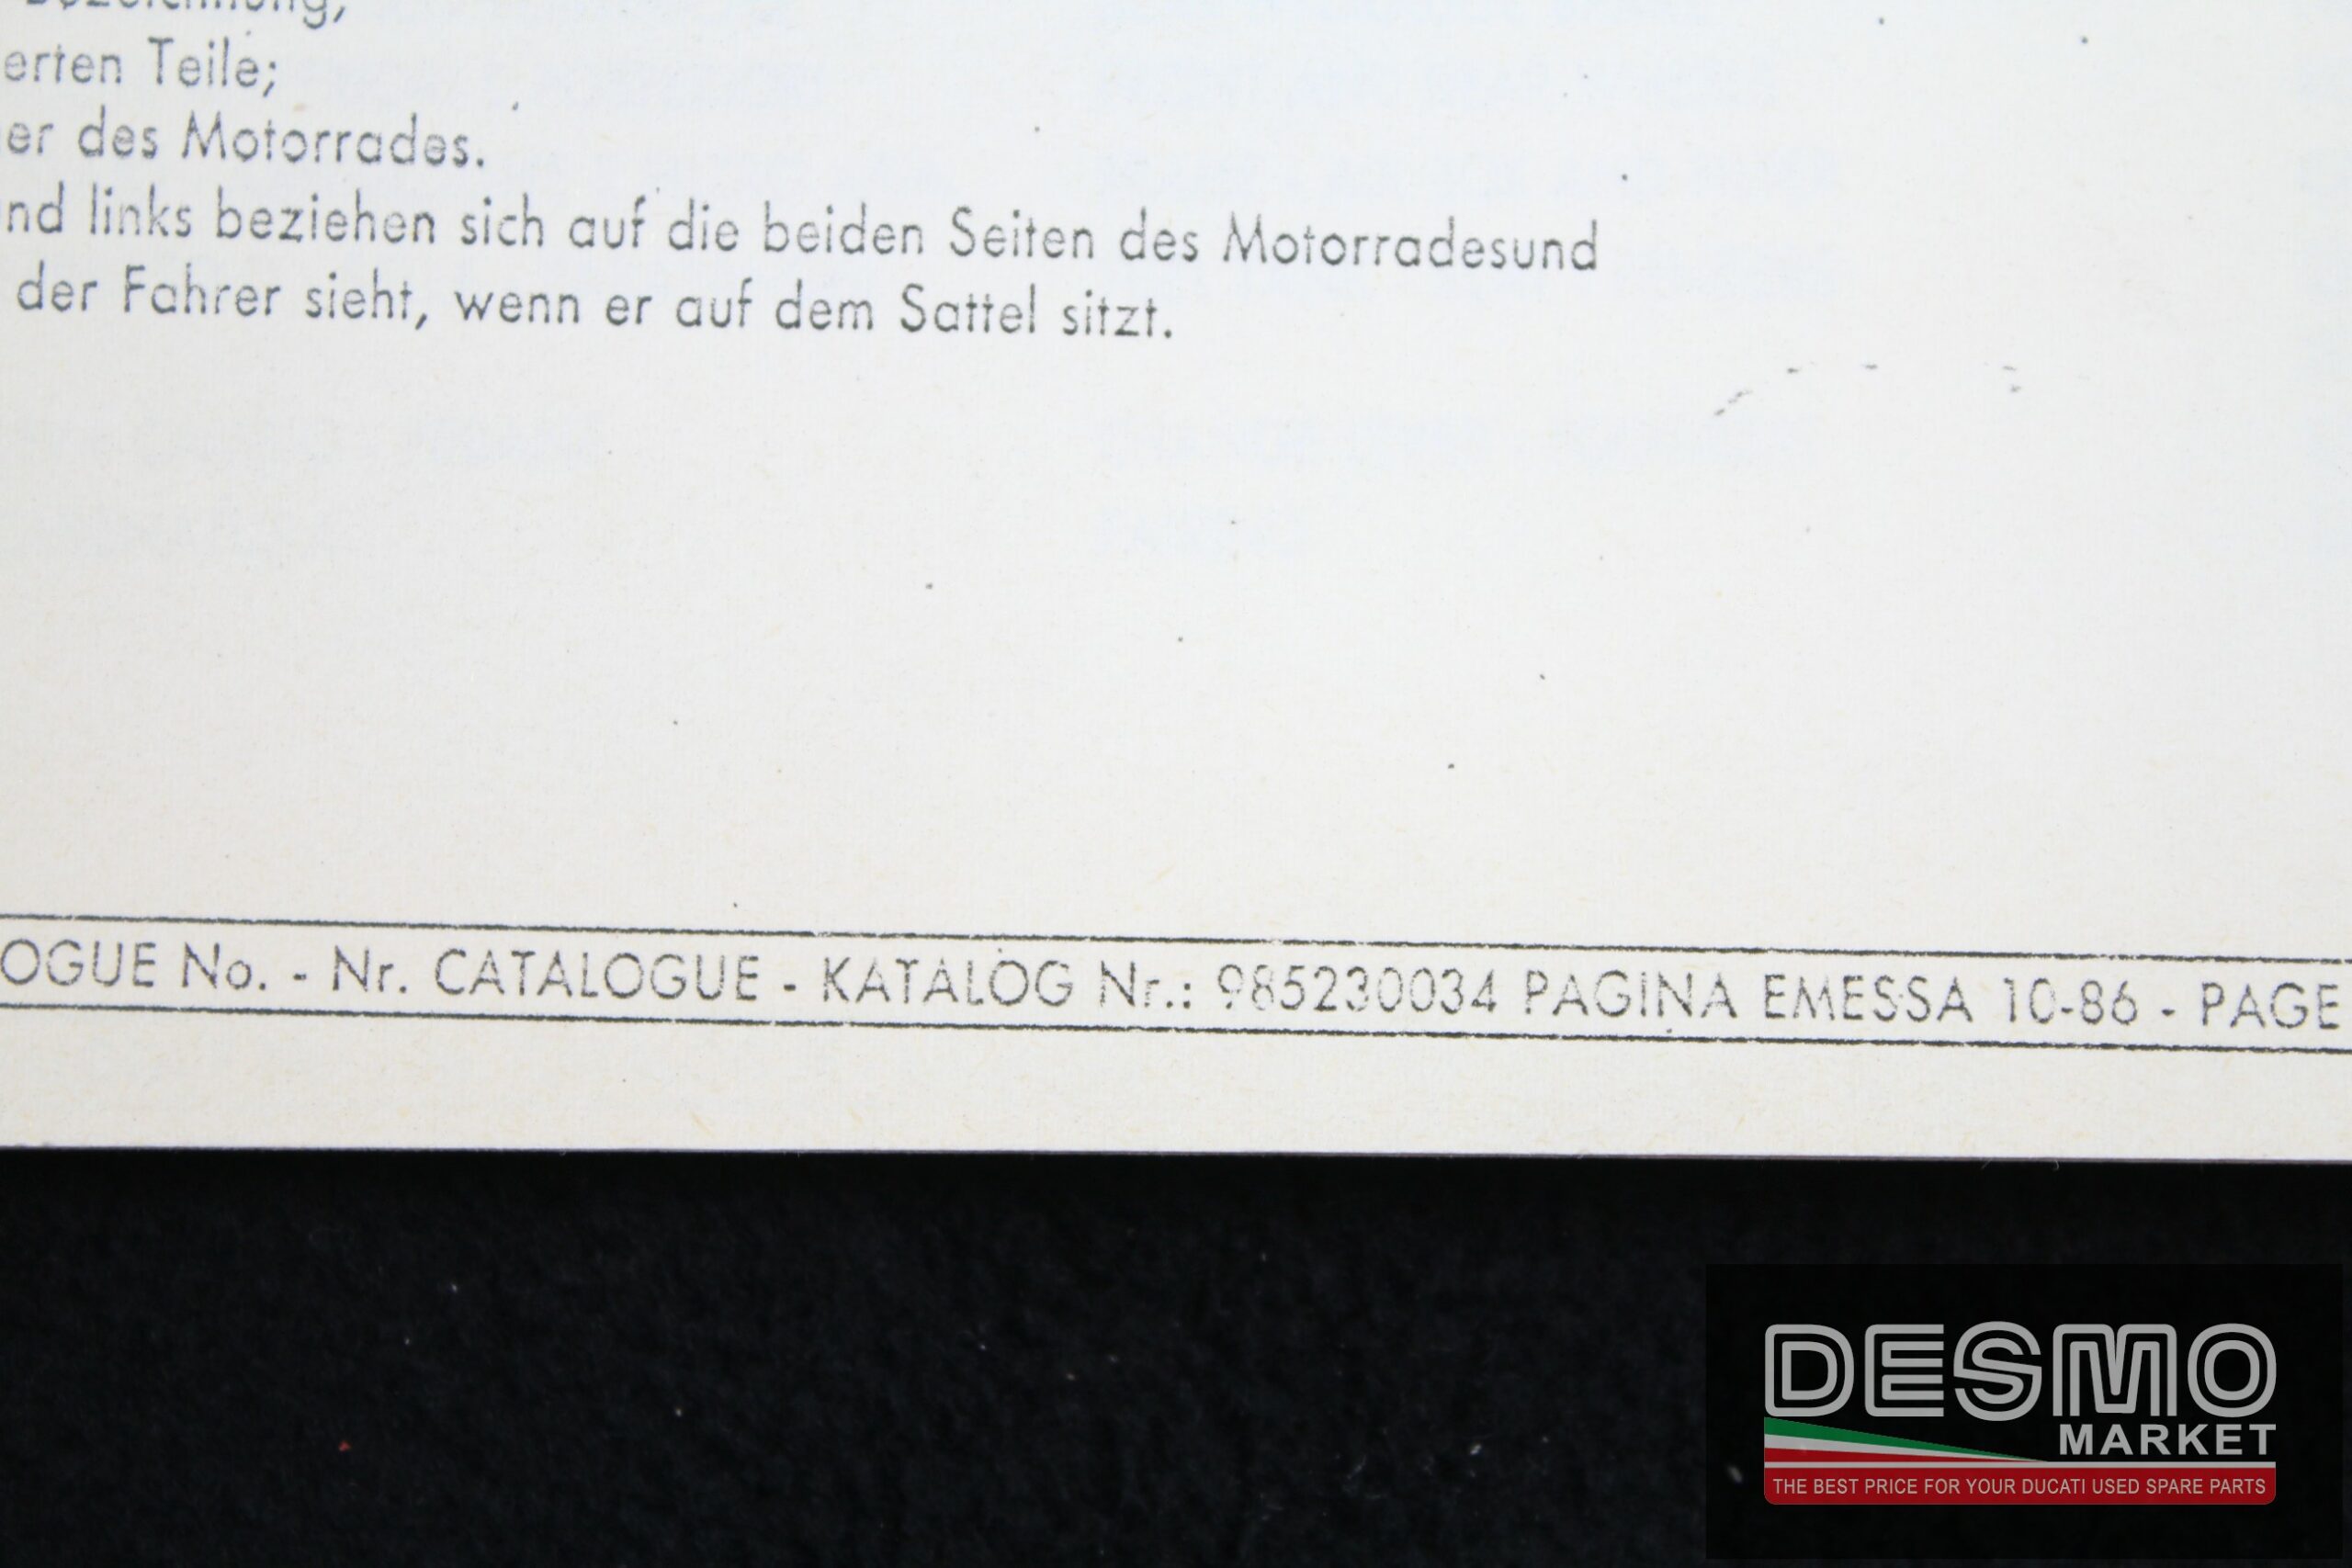 Bezeichnung;
erten Teile;
er des Motorrades.
nd links beziehen sich auf die beiden Seiten des Motorradesund
der Fahrer sieht, wenn er auf dem Sattel sitzt.
OGUE No. - Nr. CATALOGUE - KATALOG Nr.: 985230034 PAGINA EMESSA 10-86 - PAGE
DESMO
MARKET
THE BEST PRICE FOR YOUR DUCATI USED SPARE PARTS